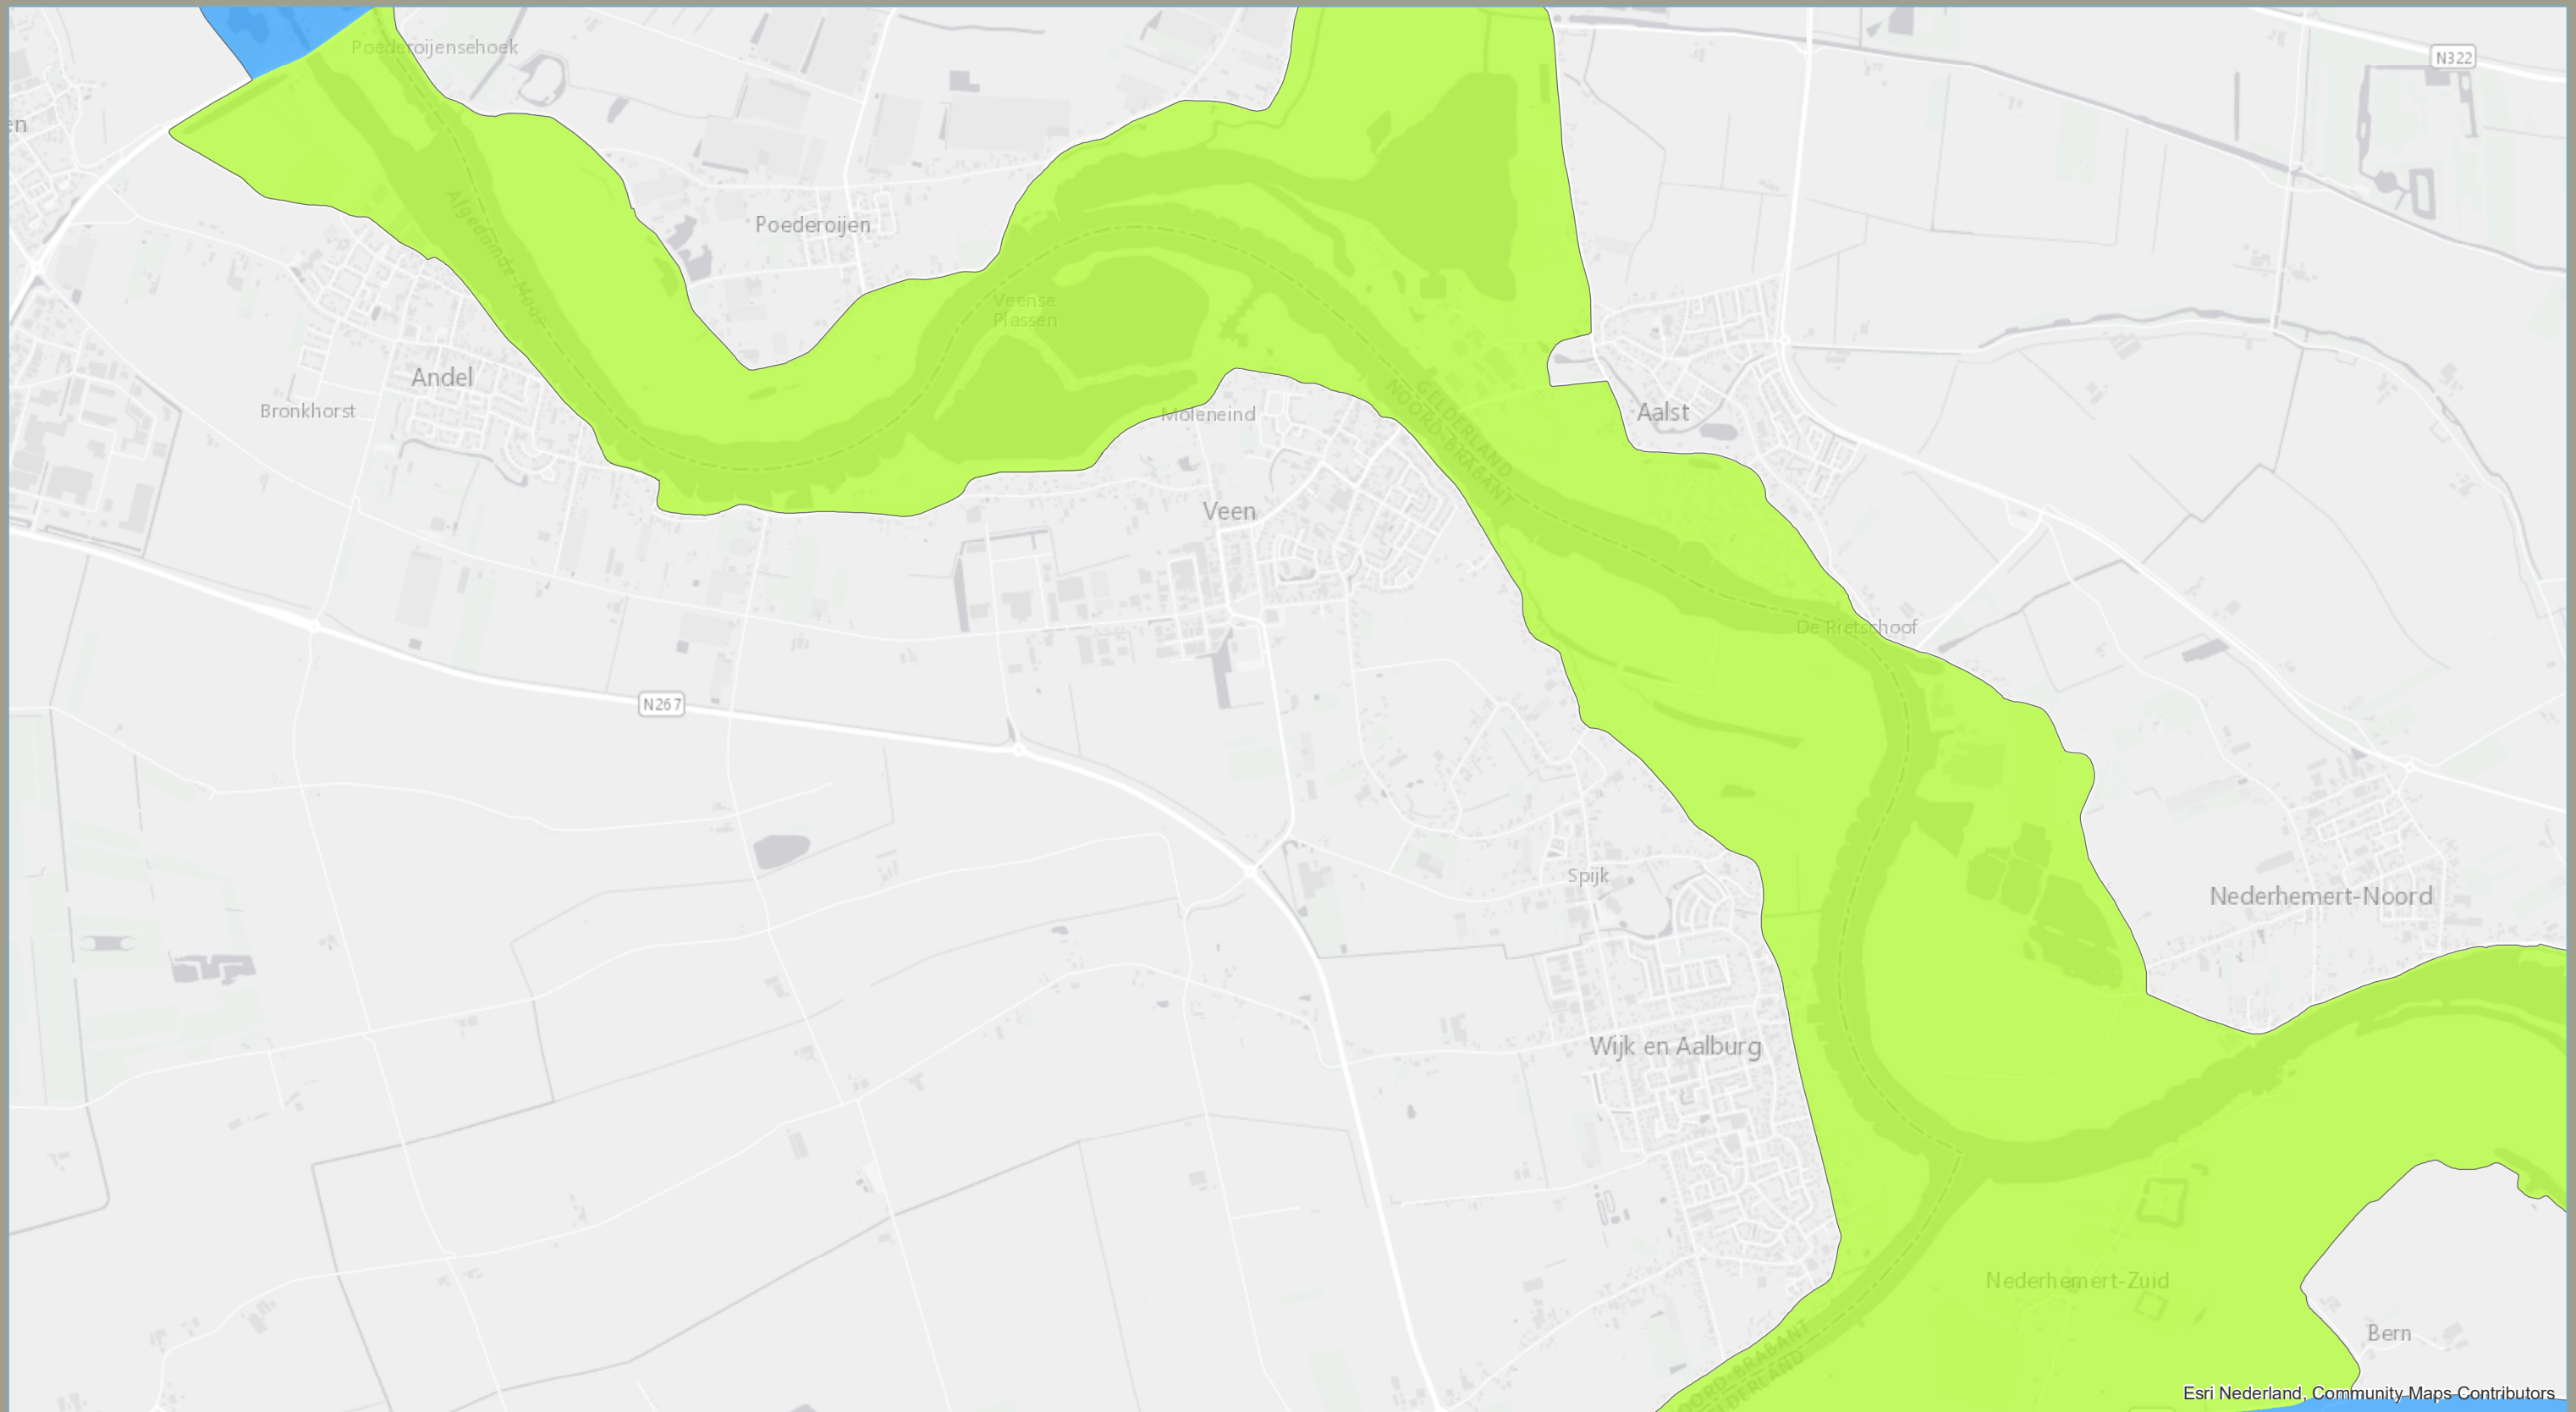 Poederoijensehoek
N322
en
Poederoijen
Afgedamde Maas
Veense
Plassen
Andel
Bronkhorst
Moleneind
GELDERLAND
NOORD-BRABANT
Aalst
Veen
De Rietschoof
N267
Spijk
Nederhemert-Noord
Wijk en Aalburg
Nederhemert-Zuid
Bern
NOORD-BRABANT
GELDERLAND
Esri Nederland, Community Maps Contributors